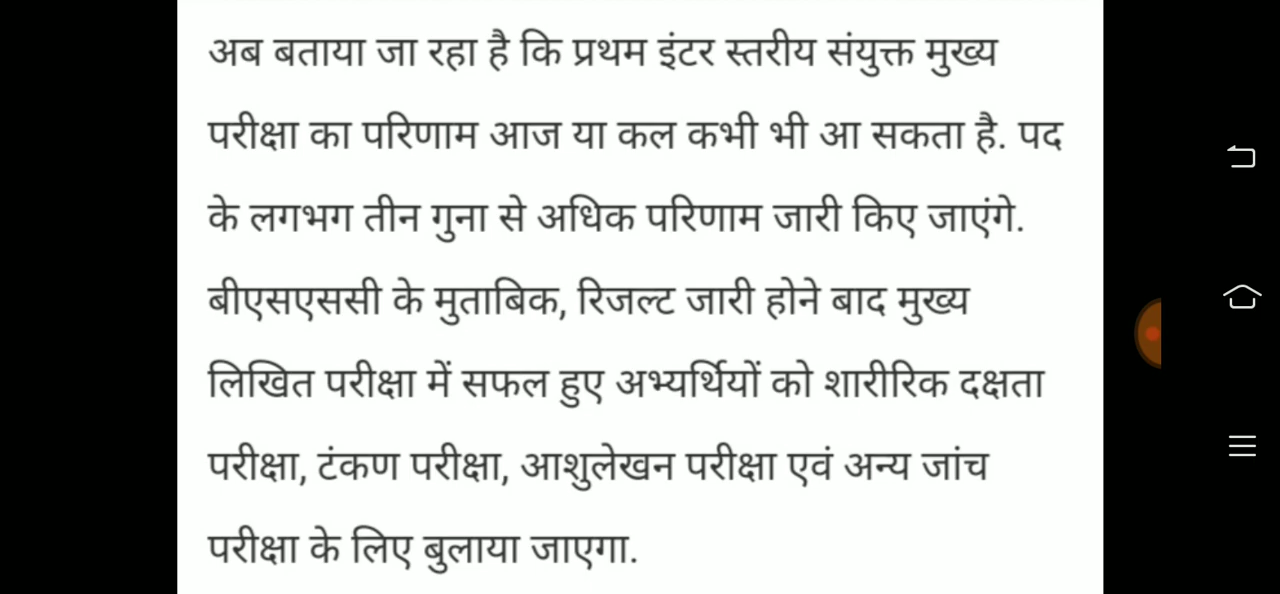 अब बताया जा रहा है कि प्रथम इंटर स्तरीय संयुक्त मुख्य
परीक्षा का परिणाम आज या कल कभी भी आ सकता है. पद
के लगभग तीन गुना से अधिक परिणाम जारी किए जाएंगे.
बीएसएससी के मुताबिक, रिजल्ट जारी होने बाद मुख्य
लिखित परीक्षा में सफल हुए अभ्यर्थियों को शारीरिक दक्षता
परीक्षा, टंकण परीक्षा, आशुलेखन परीक्षा एवं अन्य जांच
परीक्षा के लिए बुलाया जाएगा.